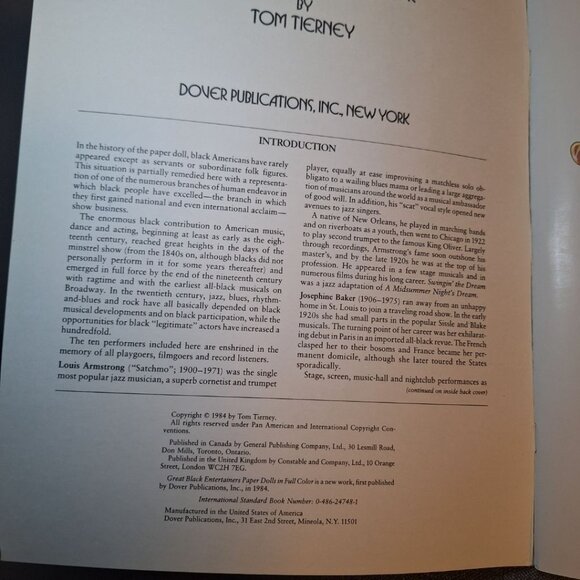 BY
TOM TIERNEY
DOVER PUBLICATIONS, INC., NEW YORK
INTRODUCTION
In the history of the paper doll, black Americans have rarely
appeared except as servants or subordinate folk figures.
This situation is partially remedied here with a representa-
tion of one of the numerous branches of human endeavor in
which black people have excelled—the branch in which
they first gained national and even international acclaim—
show business.
The enormous black contribution to American music,
dance and acting, beginning at least as early as the eigh-
teenth century, reached great heights in the days of the
minstrel show (from the 1840s on, although blacks did not
personally perform in it for some years thereafter) and
emerged in full force by the end of the nineteenth century
with ragtime and with the earliest all-black musicals on
Broadway. In the twentieth century, jazz, blues, rhythm-
and-blues and rock have all basically depended on black
musical developments and on black participation, while the
opportunities for black "legitimate" actors have increased a
hundredfold.
The ten performers included here are enshrined in the
memory of all playgoers, filmgoers and record listeners.
Louis Armstrong ("Satchmo"; 1900–1971) was the single
most popular jazz musician, a superb cornetist and trumpet
player, equally at ease improvising a matchless solo ob-
bligato to a wailing blues mama or leading a large aggrega-
tion of musicians around the world as a musical ambassador
of good will. In addition, his "scat" vocal style opened new
avenues to jazz singers.
A native of New Orleans, he played in marching bands
and on riverboats as a youth, then went to Chicago in 1922
to play second trumpet to the famous King Oliver. Largely
through recordings, Armstrong's fame soon outshone his
master's, and by the late 1920s he was at the top of his
profession. He appeared in a few stage musicals and in
numerous films during his long career. Swingin' the Dream
was a jazz adaptation of A Midsummer Night's Dream.
Josephine Baker (1906–1975) ran away from an unhappy
home in St. Louis to join a traveling road show. In the early
1920s she had small parts in the popular Sissle and Blake
musicals. The turning point of her career was her exhilarat-
ing debut in Paris in an imported all-black revue. The French
clasped her to their bosoms and France became her per-
manent domicile, although she later toured the States
sporadically.
Stage, screen, music-hall and nightclub performances as
(continued on inside back cover)
Copyright © 1984 by Tom Tierney.
All rights reserved under Pan American and International Copyright Con-
ventions.
Published in Canada by General Publishing Company, Ltd., 30 Lesmill Road,
Don Mills, Toronto, Ontario.
Published in the United Kingdom by Constable and Company, Ltd., 10 Orange
Street, London WC2H 7EG.
Great Black Entertainers Paper Dolls in Full Color is a new work, first published
by Dover Publications, Inc., in 1984.
International Standard Book Number: 0-486-24748-1
Manufactured in the United States of America
Dover Publications, Inc., 31 East 2nd Street, Mineola, N.Y. 11501